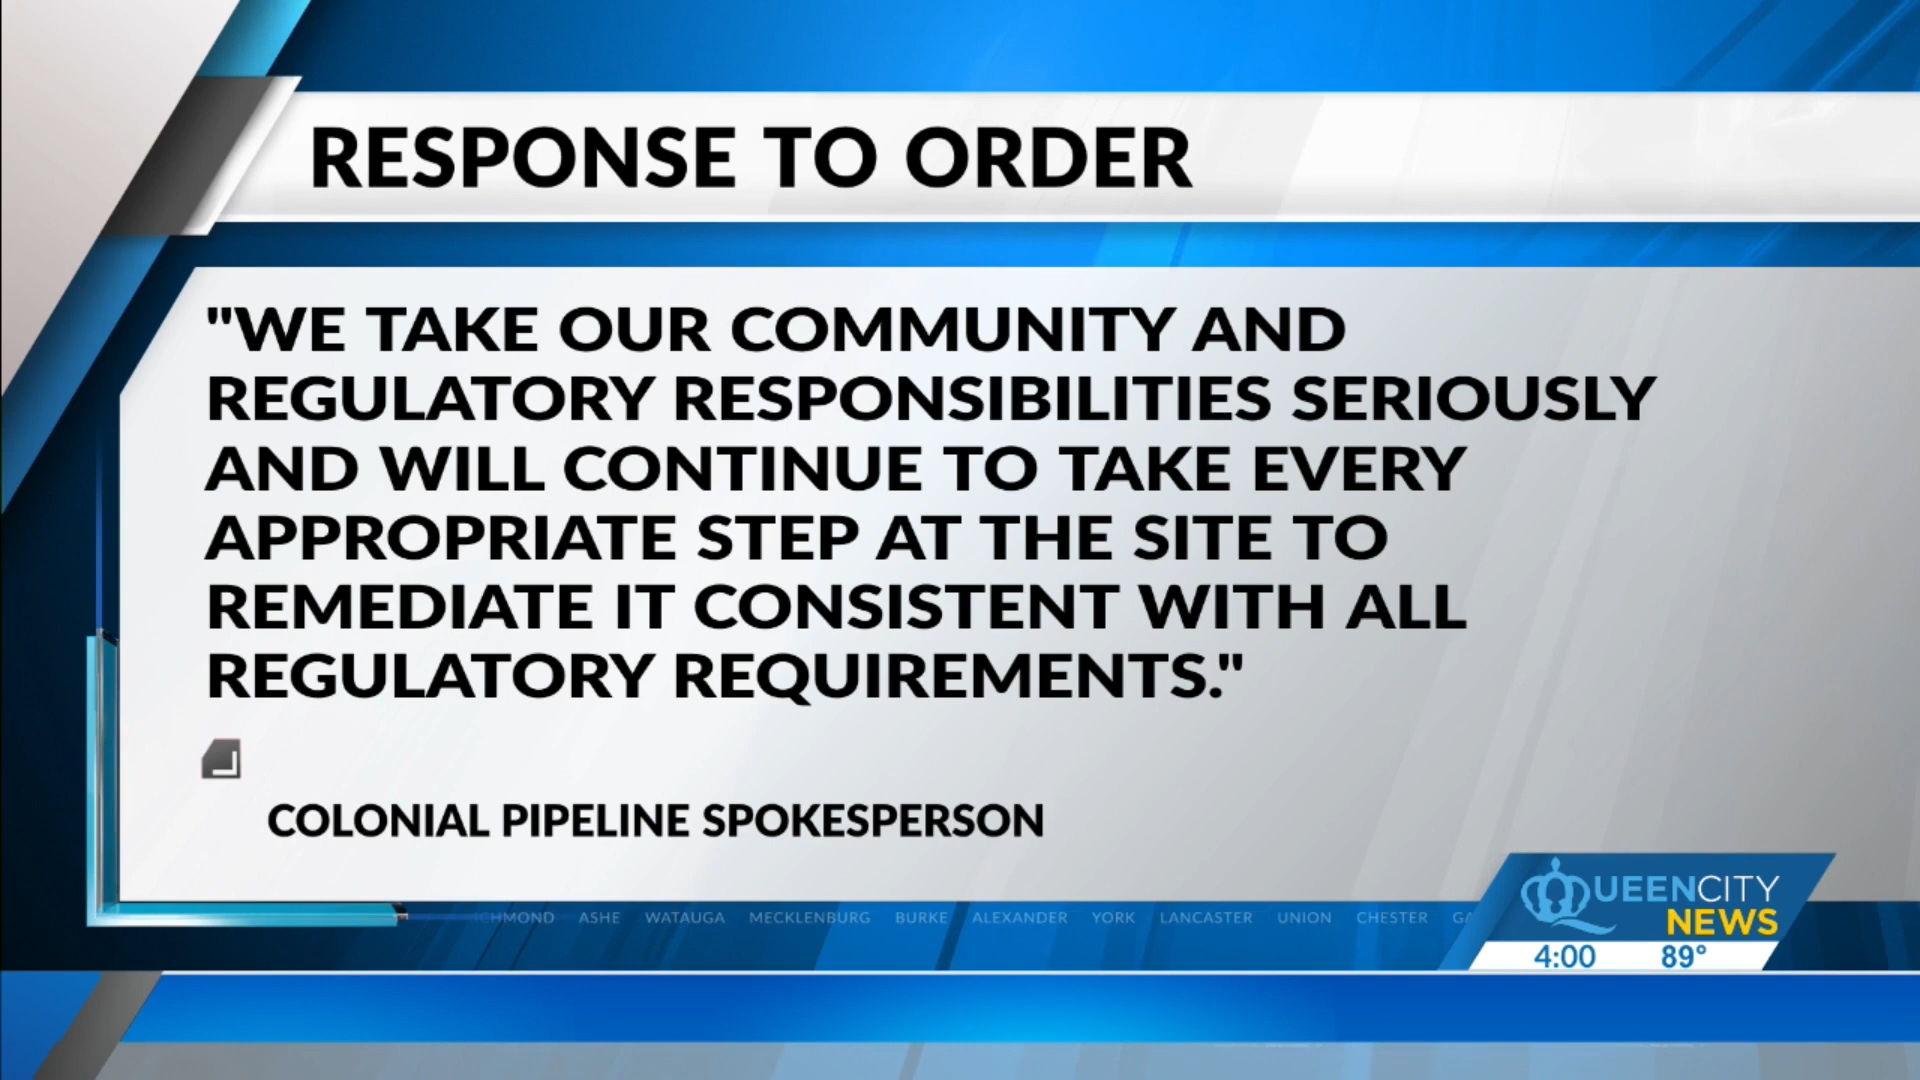 RESPONSE TO ORDER
"WE TAKE OUR COMMUNITY AND
REGULATORY RESPONSIBILITIES SERIOUSLY
AND WILL CONTINUE TO TAKE EVERY
APPROPRIATE STEP AT THE SITE TO
REMEDIATE IT CONSISTENT WITH ALL
REGULATORY REQUIREMENTS."
COLONIAL PIPELINE SPOKESPERSON
ASHE WATAUGA MECKLENBURG BURKE ALEXANDER YORK LANCASTER UNION CHESTER
QUEENCITY
NEWS
4:00 89°